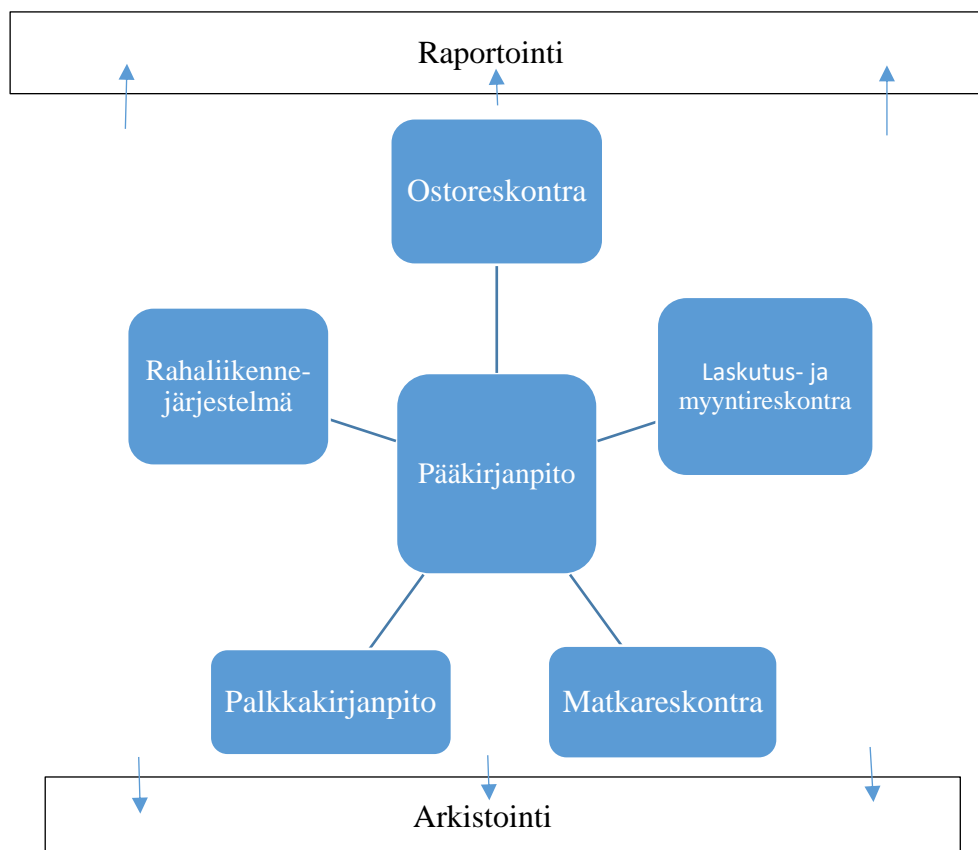 Raportointi
Ostoreskontra
Rahaliikenne-
järjestelmä
Laskutus- ja
myyntireskontra
Pääkirjanpito
Palkkakirjanpito
Matkareskontra
Arkistointi